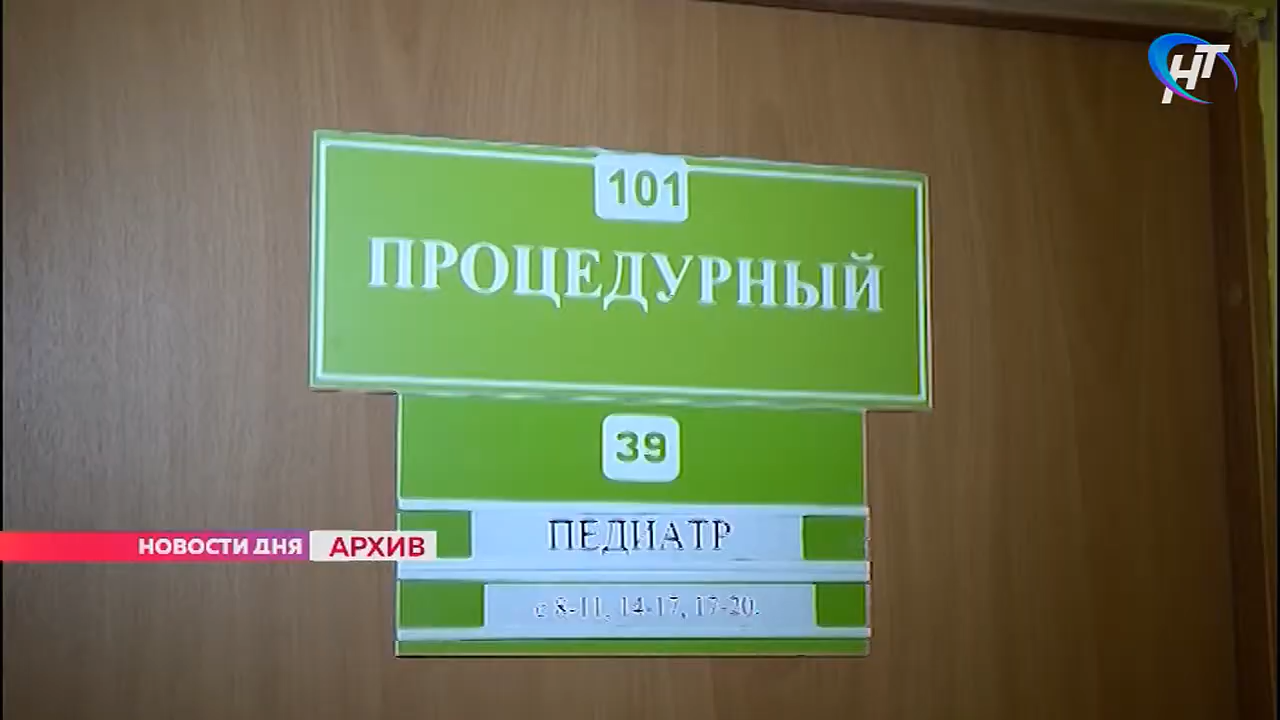 НТ
101
ПРОЦЕДУРНЫЙ
39
ПЕДИАТР
с 8-11, 14-17, 17-20.
НОВОСТИ ДНЯ АРХИВ